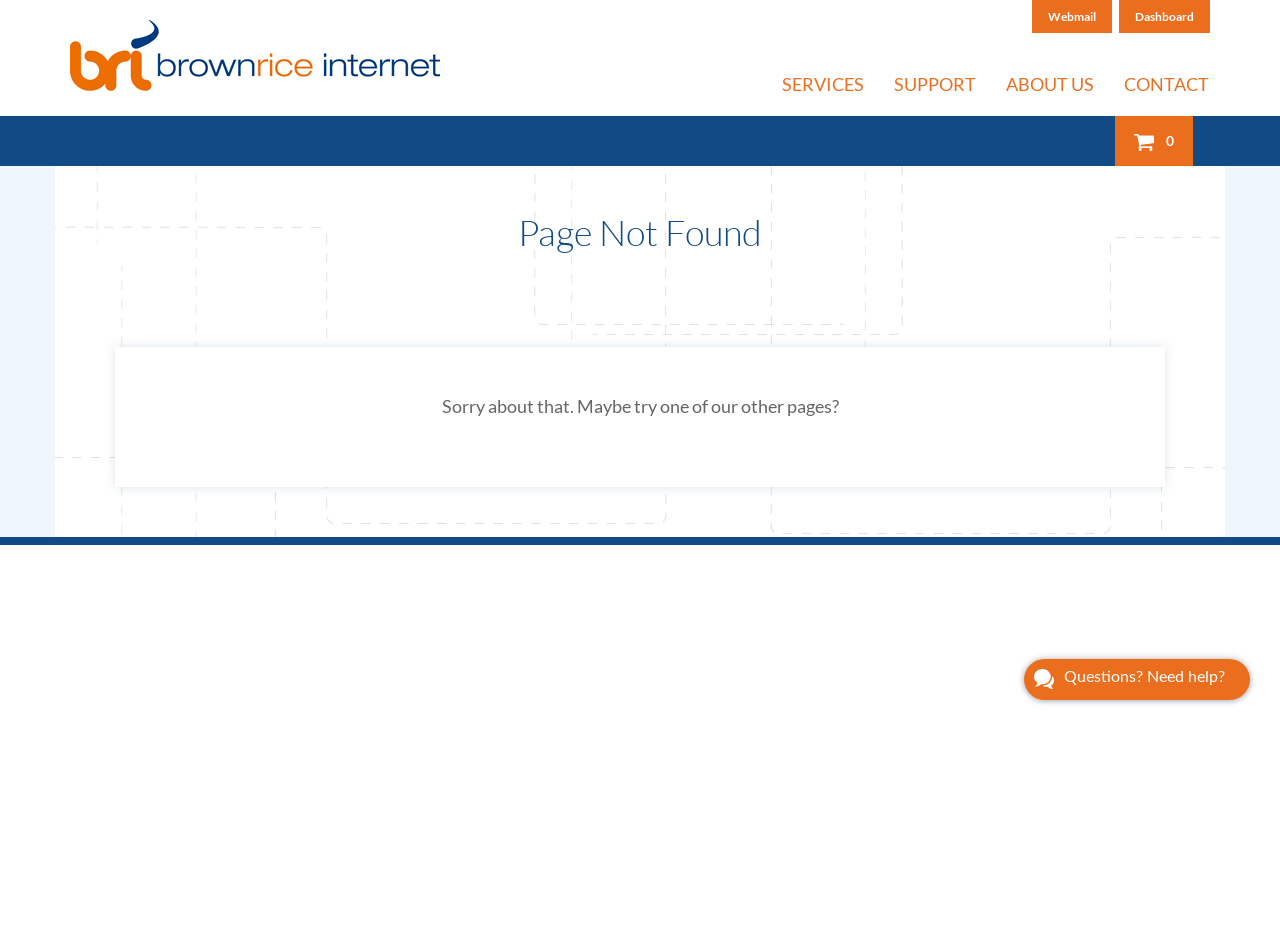 Webmail
Dashboard
bri brownrice internet
SERVICES
SUPPORT
ABOUT US
CONTACT
0
Page Not Found
Sorry about that. Maybe try one of our other pages?
Questions? Need help?